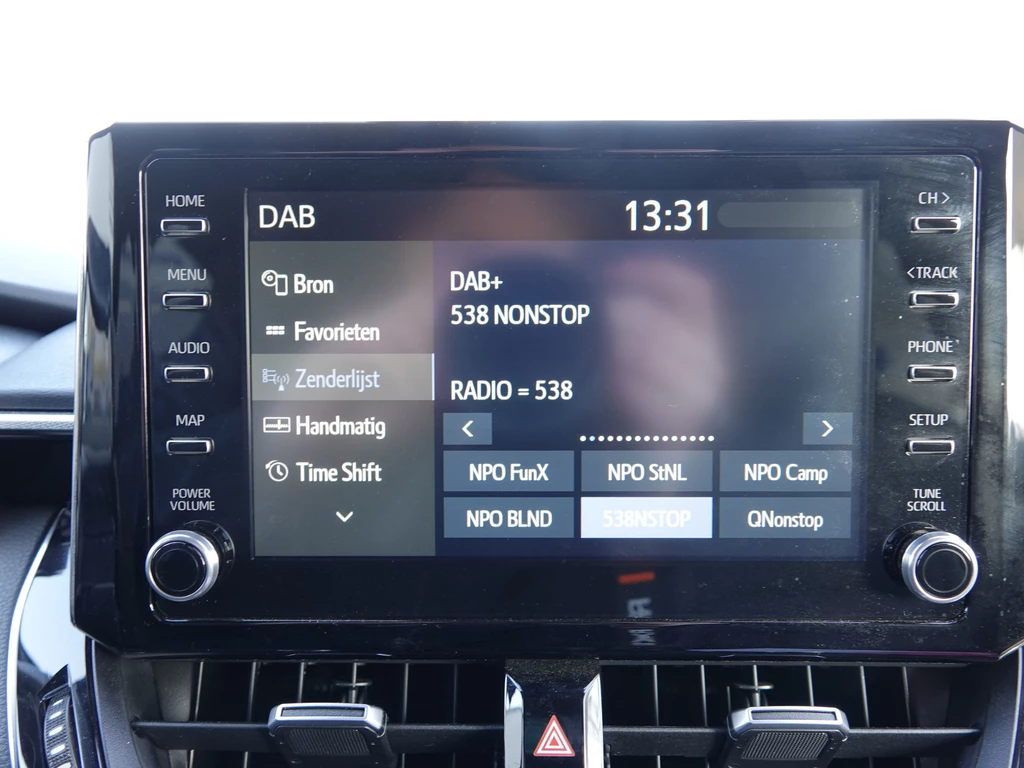 HOME
MENU
AUDIO
MAP
POWER
VOLUME
DAB
13:31
Bron
Favorieten
Zenderlijst
Handmatig
Time Shift
DAB+
538 NONSTOP
RADIO = 538
<
>
NPO FunX
NPO StNL
NPO Camp
NPO BLND
538NSTOP
QNonstop
CH >
<TRACK
PHONE
SETUP
TUNE
SCROLL